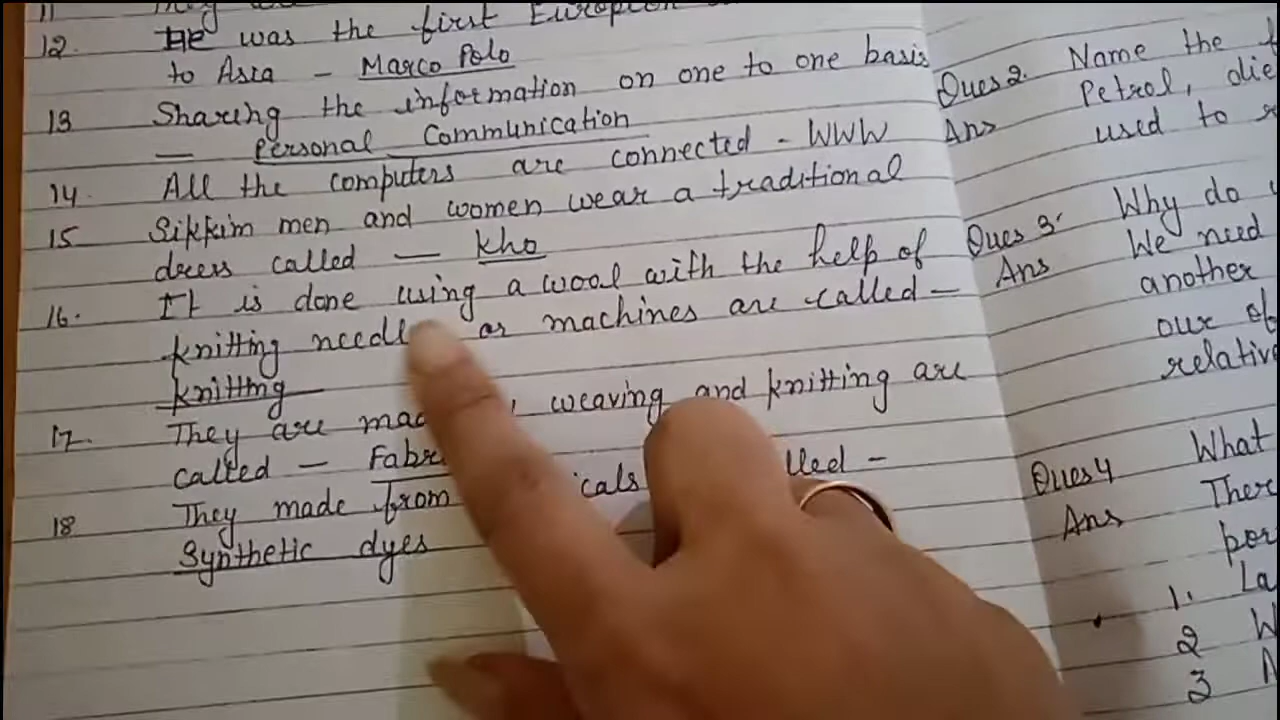 11 They
12. He was the first European
to Asia - Marco Polo
13 Sharing the information on one to one basis
— Personal Communication
14. All the computers are connected - WWW
15 Sikkim men and women wear a traditional
dress called — Kho
16. It is done using a wool with the help of
knitting needles or machines are called -
knitting
17. They are made , weaving and knitting are
called - Fabr
18 They made from icals lled -
Synthetic dyes
Ques 2. Name the f
Petrol, die
Ans used to
Ques 3. Why do
Ans We need
another
our of
relative
Ques 4 What
Ans Ther
por
1. La
2 W
3